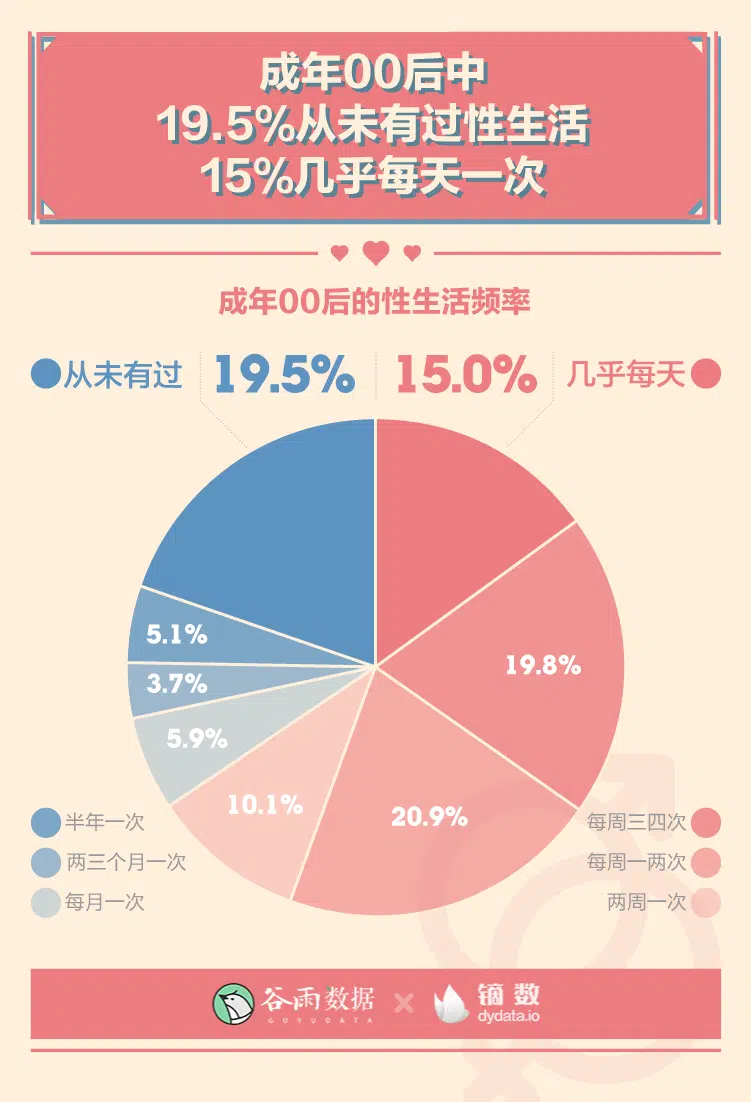 成年00后中
19.5%从未有过性生活
15%几乎每天一次
成年00后的性生活频率
从未有过 19.5% 15.0% 几乎每天
5.1%
19.8%
3.7%
5.9%
10.1%
20.9%
半年一次
每周三四次
两三个月一次
每周一两次
每月一次
两周一次
谷雨数据
GUYUDATA
×
镝数
dydata.io